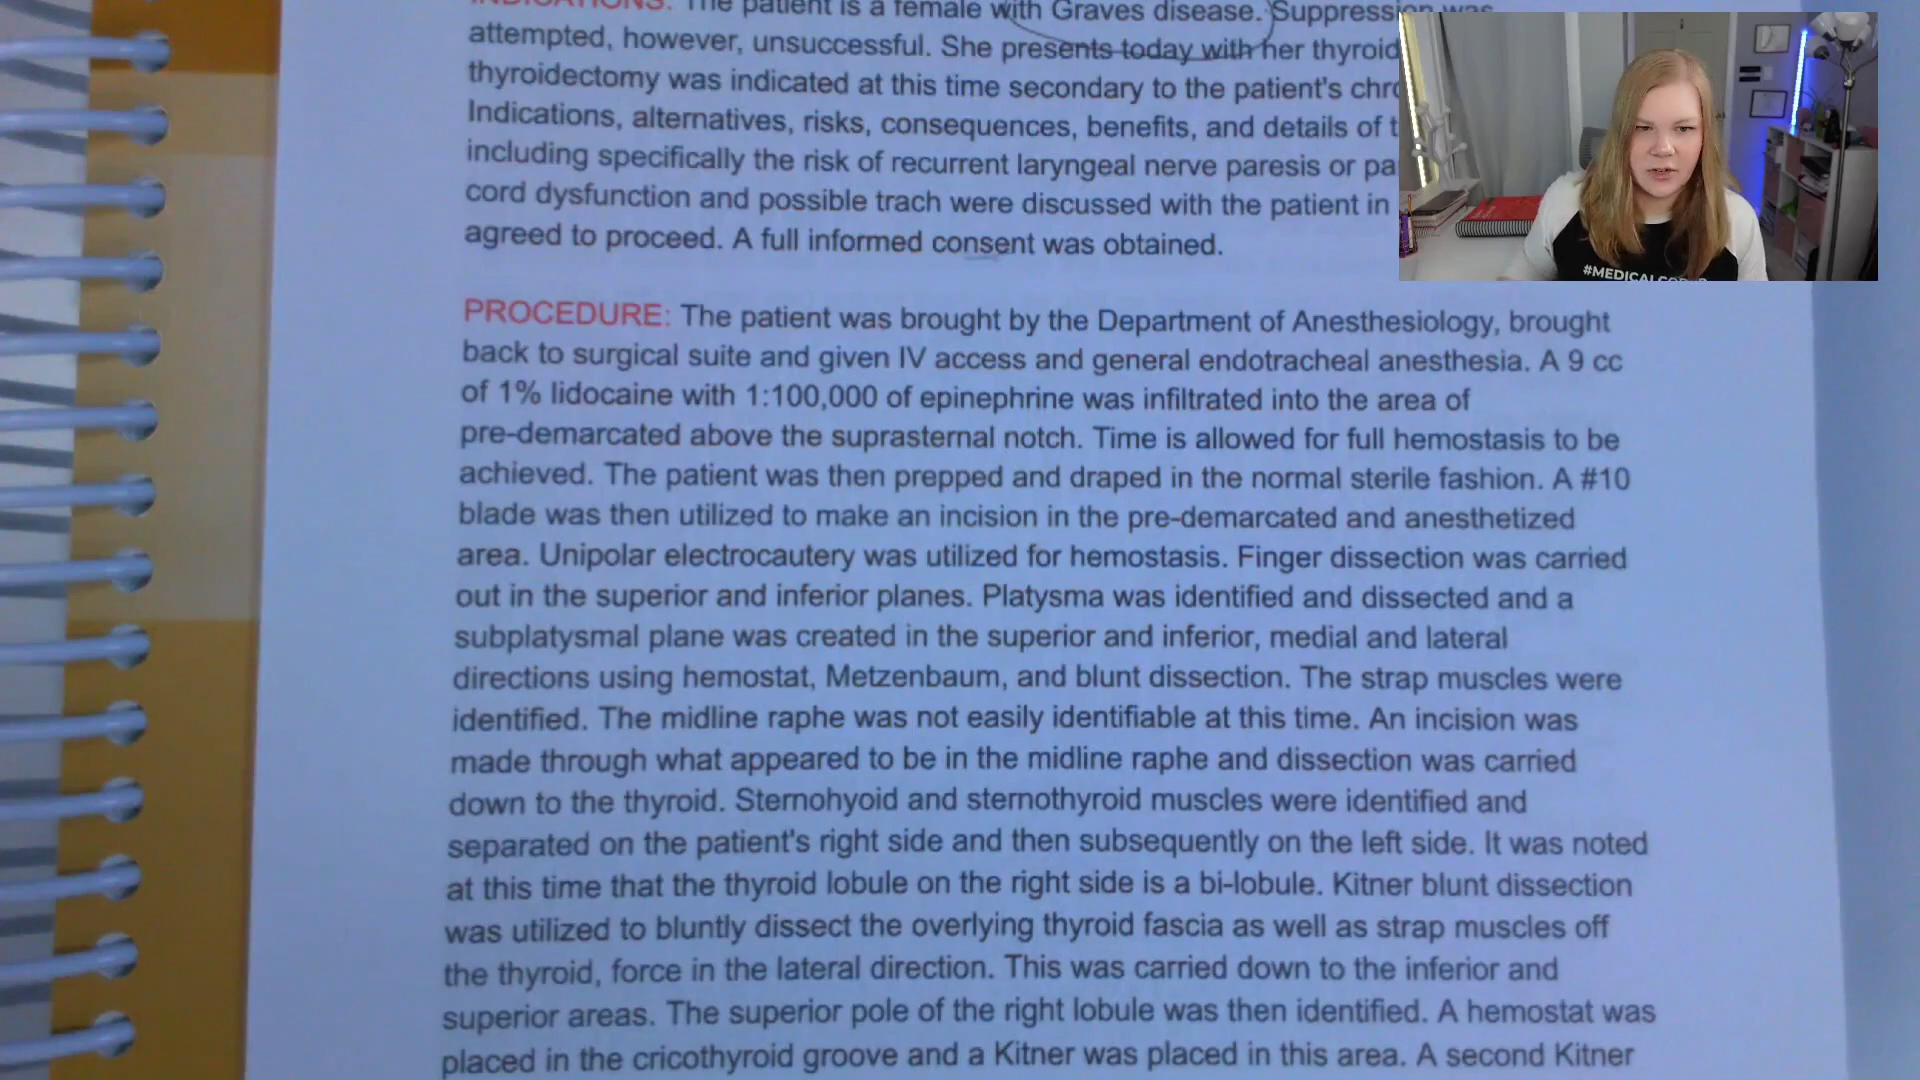 INDICATIONS: The patient is a female with Graves disease. Suppression was
attempted, however, unsuccessful. She presents today with her thyroid
thyroidectomy was indicated at this time secondary to the patient's
Indications, alternatives, risks, consequences, benefits, and details of
including specifically the risk of recurrent laryngeal nerve paresis or
cord dysfunction and possible trach were discussed with the patient in
agreed to proceed. A full informed consent was obtained.
PROCEDURE: The patient was brought by the Department of Anesthesiology, brought
back to surgical suite and given IV access and general endotracheal anesthesia. A 9 cc
of 1% lidocaine with 1:100,000 of epinephrine was infiltrated into the area of
pre-demarcated above the suprasternal notch. Time is allowed for full hemostasis to be
achieved. The patient was then prepped and draped in the normal sterile fashion. A #10
blade was then utilized to make an incision in the pre-demarcated and anesthetized
area. Unipolar electrocautery was utilized for hemostasis. Finger dissection was carried
out in the superior and inferior planes. Platysma was identified and dissected and a
subplatysmal plane was created in the superior and inferior, medial and lateral
directions using hemostat, Metzenbaum, and blunt dissection. The strap muscles were
identified. The midline raphe was not easily identifiable at this time. An incision was
made through what appeared to be in the midline raphe and dissection was carried
down to the thyroid. Sternohyoid and sternothyroid muscles were identified and
separated on the patient's right side and then subsequently on the left side. It was noted
at this time that the thyroid lobule on the right side is a bi-lobule. Kitner blunt dissection
was utilized to bluntly dissect the overlying thyroid fascia as well as strap muscles off
the thyroid, force in the lateral direction. This was carried down to the inferior and
superior areas. The superior pole of the right lobule was then identified. A hemostat was
placed in the cricothyroid groove and a Kitner was placed in this area. A second Kitner